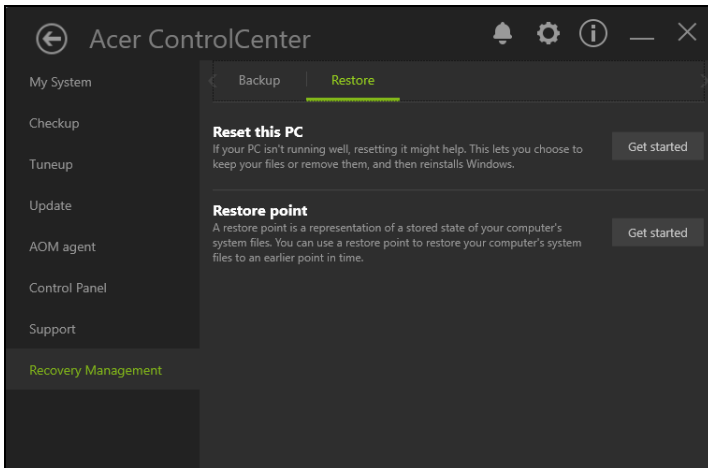 Acer ControlCenter
My System
Checkup
Tuneup
Update
AOM agent
Control Panel
Support
Recovery Management
Backup
Restore
Reset this PC
If your PC isn't running well, resetting it might help. This lets you choose to
keep your files or remove them, and then reinstalls Windows.
Get started
Restore point
A restore point is a representation of a stored state of your computer's
system files. You can use a restore point to restore your computer's system
files to an earlier point in time.
Get started